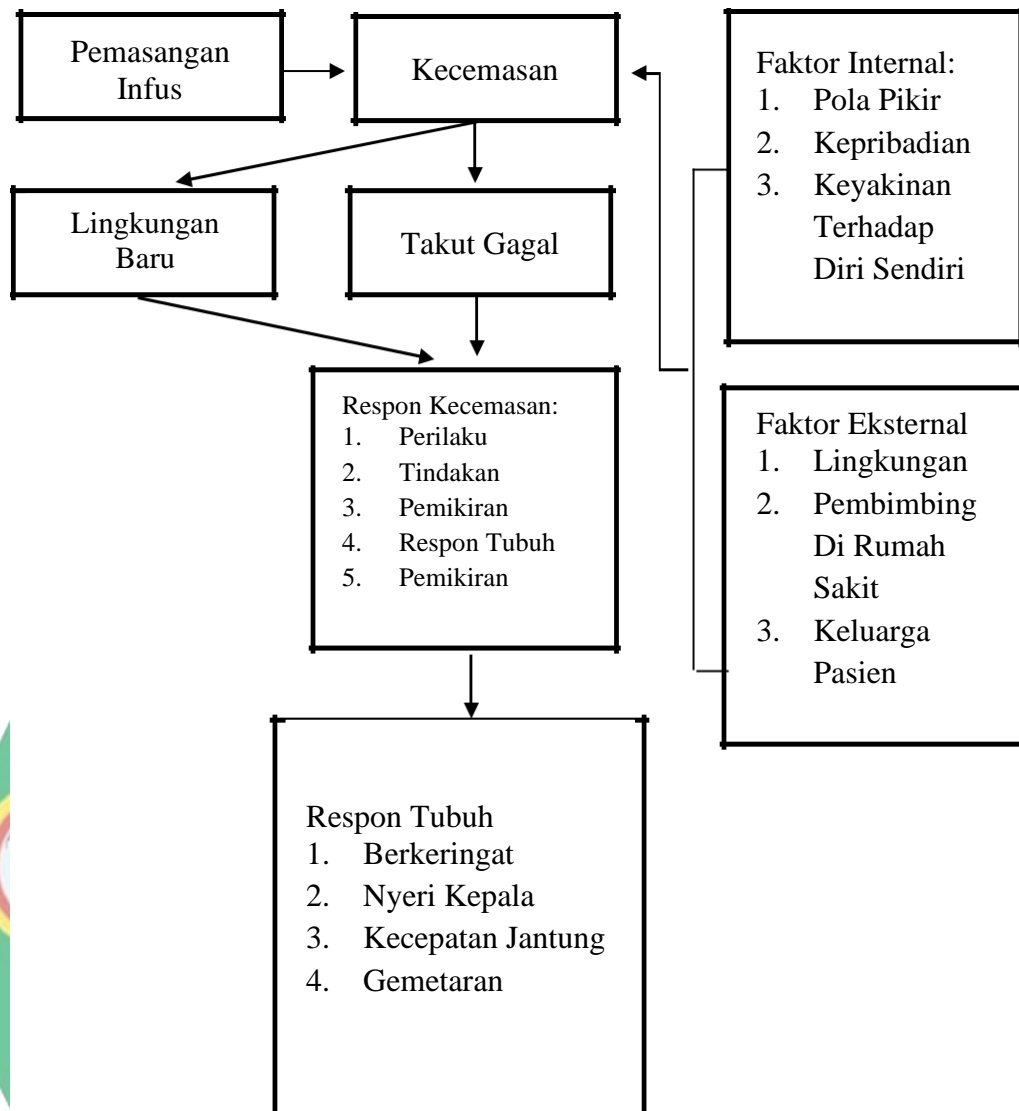 Pemasangan
Infus
Kecemasan
Faktor Internal:
1. Pola Pikir
2. Kepribadian
3. Keyakinan
Terhadap
Diri Sendiri
Lingkungan
Baru
Takut Gagal
Respon Kecemasan:
1. Perilaku
2. Tindakan
3. Pemikiran
4. Respon Tubuh
5. Pemikiran
Faktor Eksternal
1. Lingkungan
2. Pembimbing
Di Rumah
Sakit
3. Keluarga
Pasien
Respon Tubuh
1. Berkeringat
2. Nyeri Kepala
3. Kecepatan Jantung
4. Gemetaran